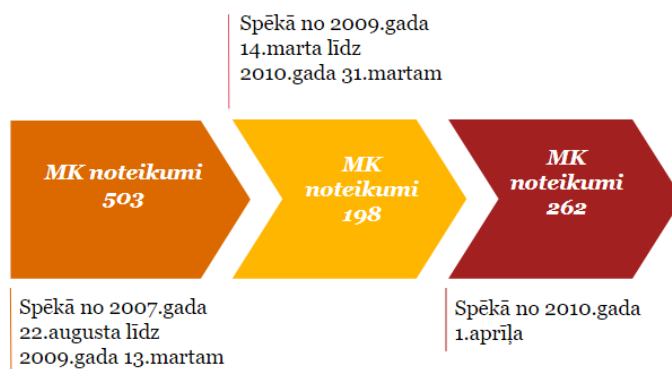 Spēkā no 2009.gada
14.marta līdz
2010.gada 31.martam
MK noteikumi
503
MK
noteikumi
198
MK
noteikumi
262
Spēkā no 2007.gada
22.augusta līdz
2009.gada 13.martam
Spēkā no 2010.gada
1.aprīļa